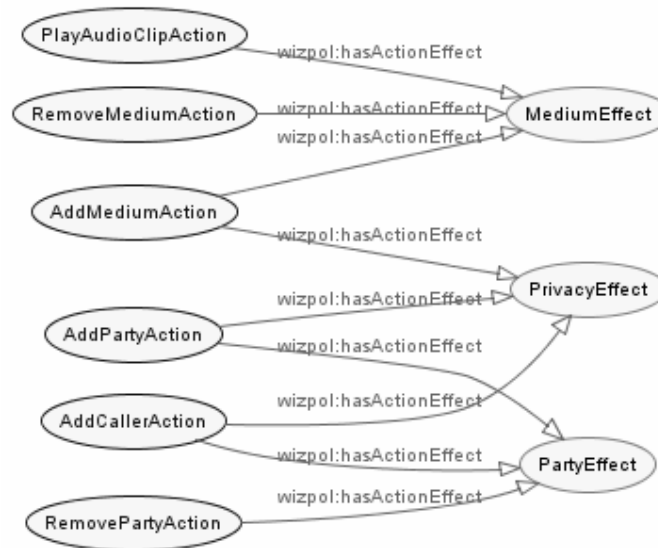 PlayAudioClipAction
wizpol:hasActionEffect
RemoveMediumAction
wizpol:hasActionEffect
MediumEffect
wizpol:hasActionEffect
AddMediumAction
wizpol:hasActionEffect
PrivacyEffect
wizpol:hasActionEffect
AddPartyAction
wizpol:hasActionEffect
wizpol:hasActionEffect
AddCallerAction
wizpol:hasActionEffect
PartyEffect
wizpol:hasActionEffect
RemovePartyAction